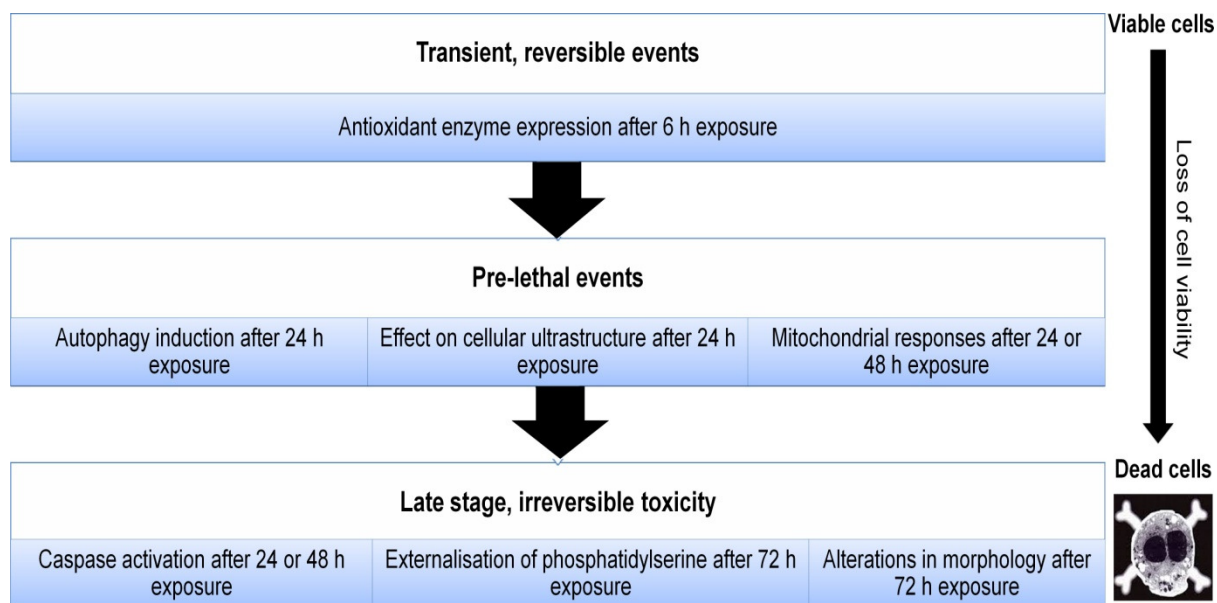 Transient, reversible events
Antioxidant enzyme expression after 6 h exposure
Pre-lethal events
Autophagy induction after 24 h
exposure
Effect on cellular ultrastructure after 24 h
exposure
Mitochondrial responses after 24 or
48 h exposure
Late stage, irreversible toxicity
Caspase activation after 24 or 48 h
exposure
Externalisation of phosphatidylserine after 72 h
exposure
Alterations in morphology after
72 h exposure
Viable cells
Loss of cell viability
Dead cells